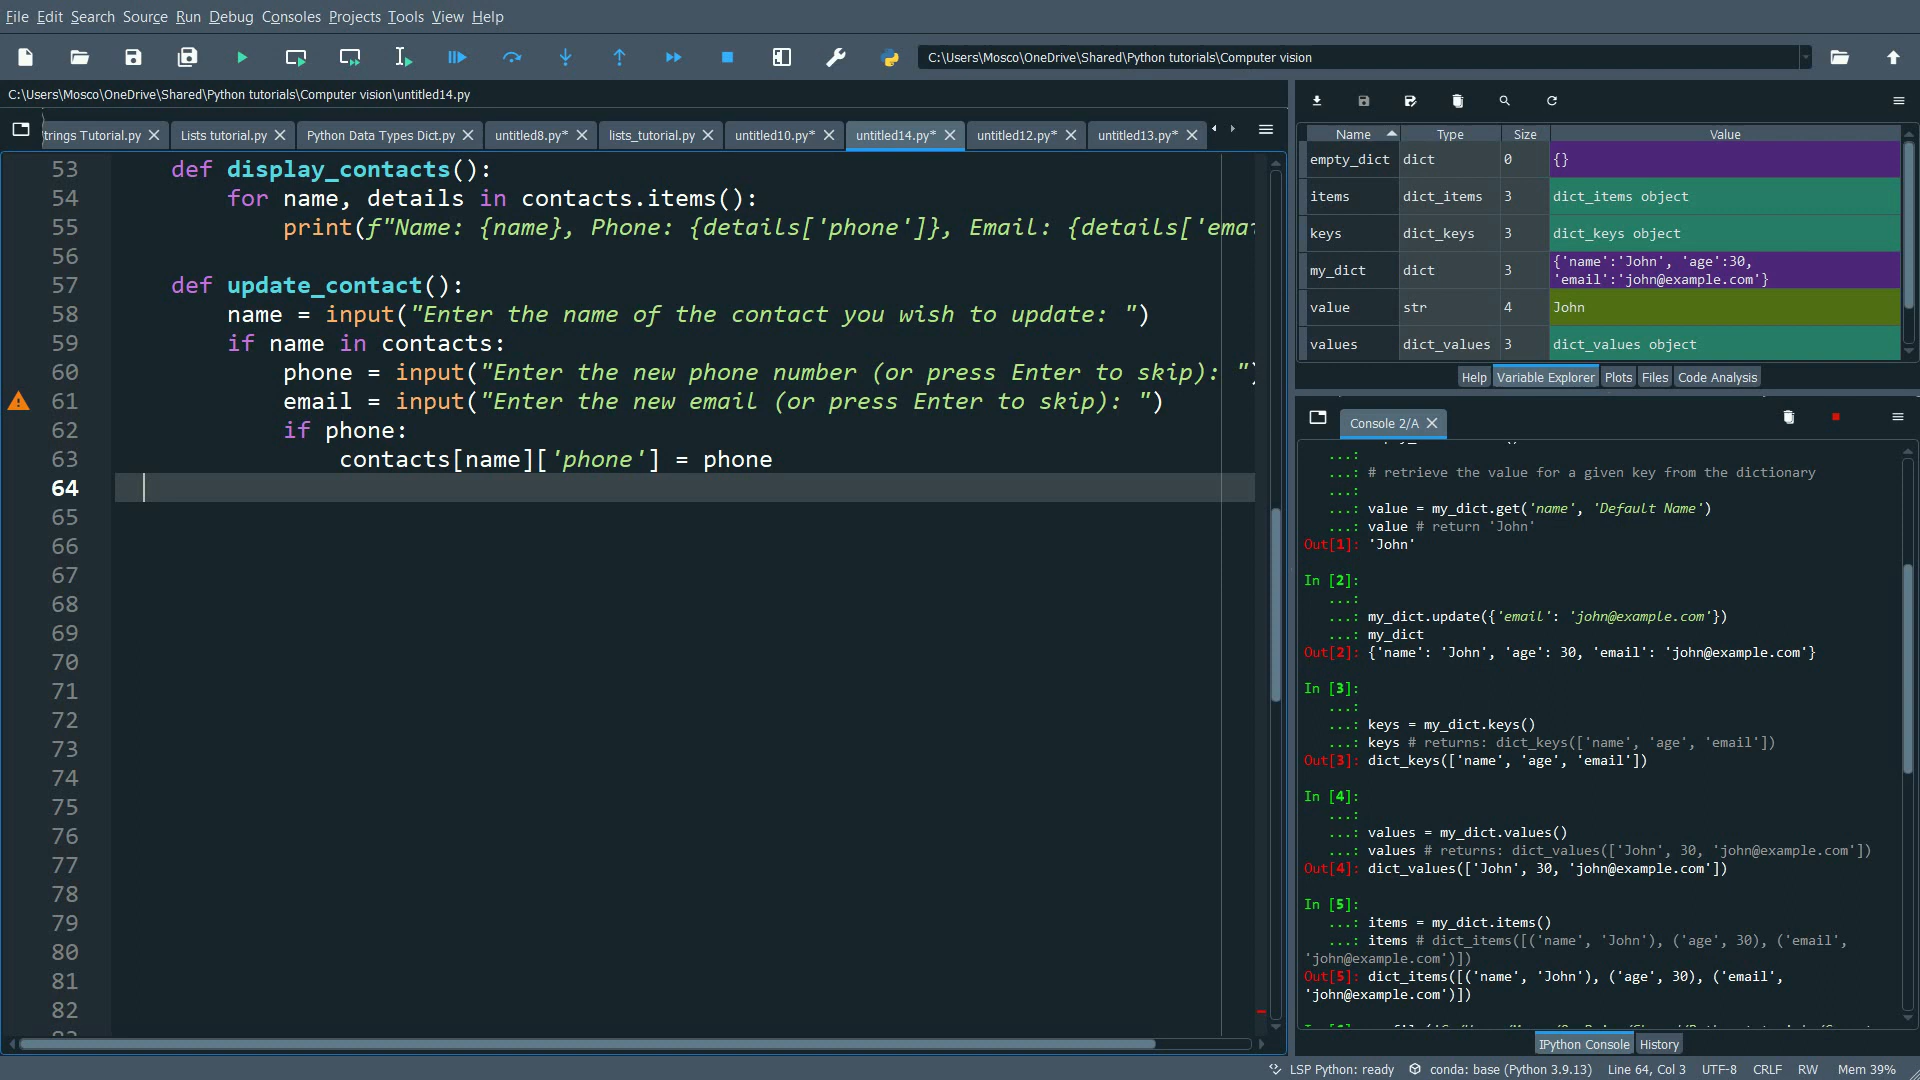 File Edit Search Source Run Debug Consoles Projects Tools View Help
C:\Users\Mosco\OneDrive\Shared\Python tutorials\Computer vision
C:\Users\Mosco\OneDrive\Shared\Python tutorials\Computer vision\untitled14.py
trings Tutorial.py Lists tutorial.py Python Data Types Dict.py untitled8.py* lists_tutorial.py untitled10.py* untitled14.py* untitled12.py* untitled13.py*
53 def display_contacts():
54 for name, details in contacts.items():
55 print(f"Name: {name}, Phone: {details['phone']}, Email: {details['emai
56
57 def update_contact():
58 name = input("Enter the name of the contact you wish to update: ")
59 if name in contacts:
60 phone = input("Enter the new phone number (or press Enter to skip): ")
61 email = input("Enter the new email (or press Enter to skip): ")
62 if phone:
63 contacts[name]['phone'] = phone
64
65
66
67
68
69
70
71
72
73
74
75
76
77
78
79
80
81
82
Name Type Size Value
empty_dict dict 0 {}
items dict_items 3 dict_items object
keys dict_keys 3 dict_keys object
my_dict dict 3 {'name':'John', 'age':30,
'email':'john@example.com'}
value str 4 John
values dict_values 3 dict_values object
Help Variable Explorer Plots Files Code Analysis
Console 2/A
...:
...: # retrieve the value for a given key from the dictionary
...:
...: value = my_dict.get('name', 'Default Name')
...: value # return 'John'
Out[1]: 'John'
In [2]:
...:
...: my_dict.update({'email': 'john@example.com'})
...: my_dict
Out[2]: {'name': 'John', 'age': 30, 'email': 'john@example.com'}
In [3]:
...:
...: keys = my_dict.keys()
...: keys # returns: dict_keys(['name', 'age', 'email'])
Out[3]: dict_keys(['name', 'age', 'email'])
In [4]:
...:
...: values = my_dict.values()
...: values # returns: dict_values(['John', 30, 'john@example.com'])
Out[4]: dict_values(['John', 30, 'john@example.com'])
In [5]:
...: items = my_dict.items()
...: items # dict_items([('name', 'John'), ('age', 30), ('email',
'john@example.com')])
Out[5]: dict_items([('name', 'John'), ('age', 30), ('email',
'john@example.com')])
IPython Console History
LSP Python: ready conda: base (Python 3.9.13) Line 64, Col 3 UTF-8 CRLF RW Mem 39%